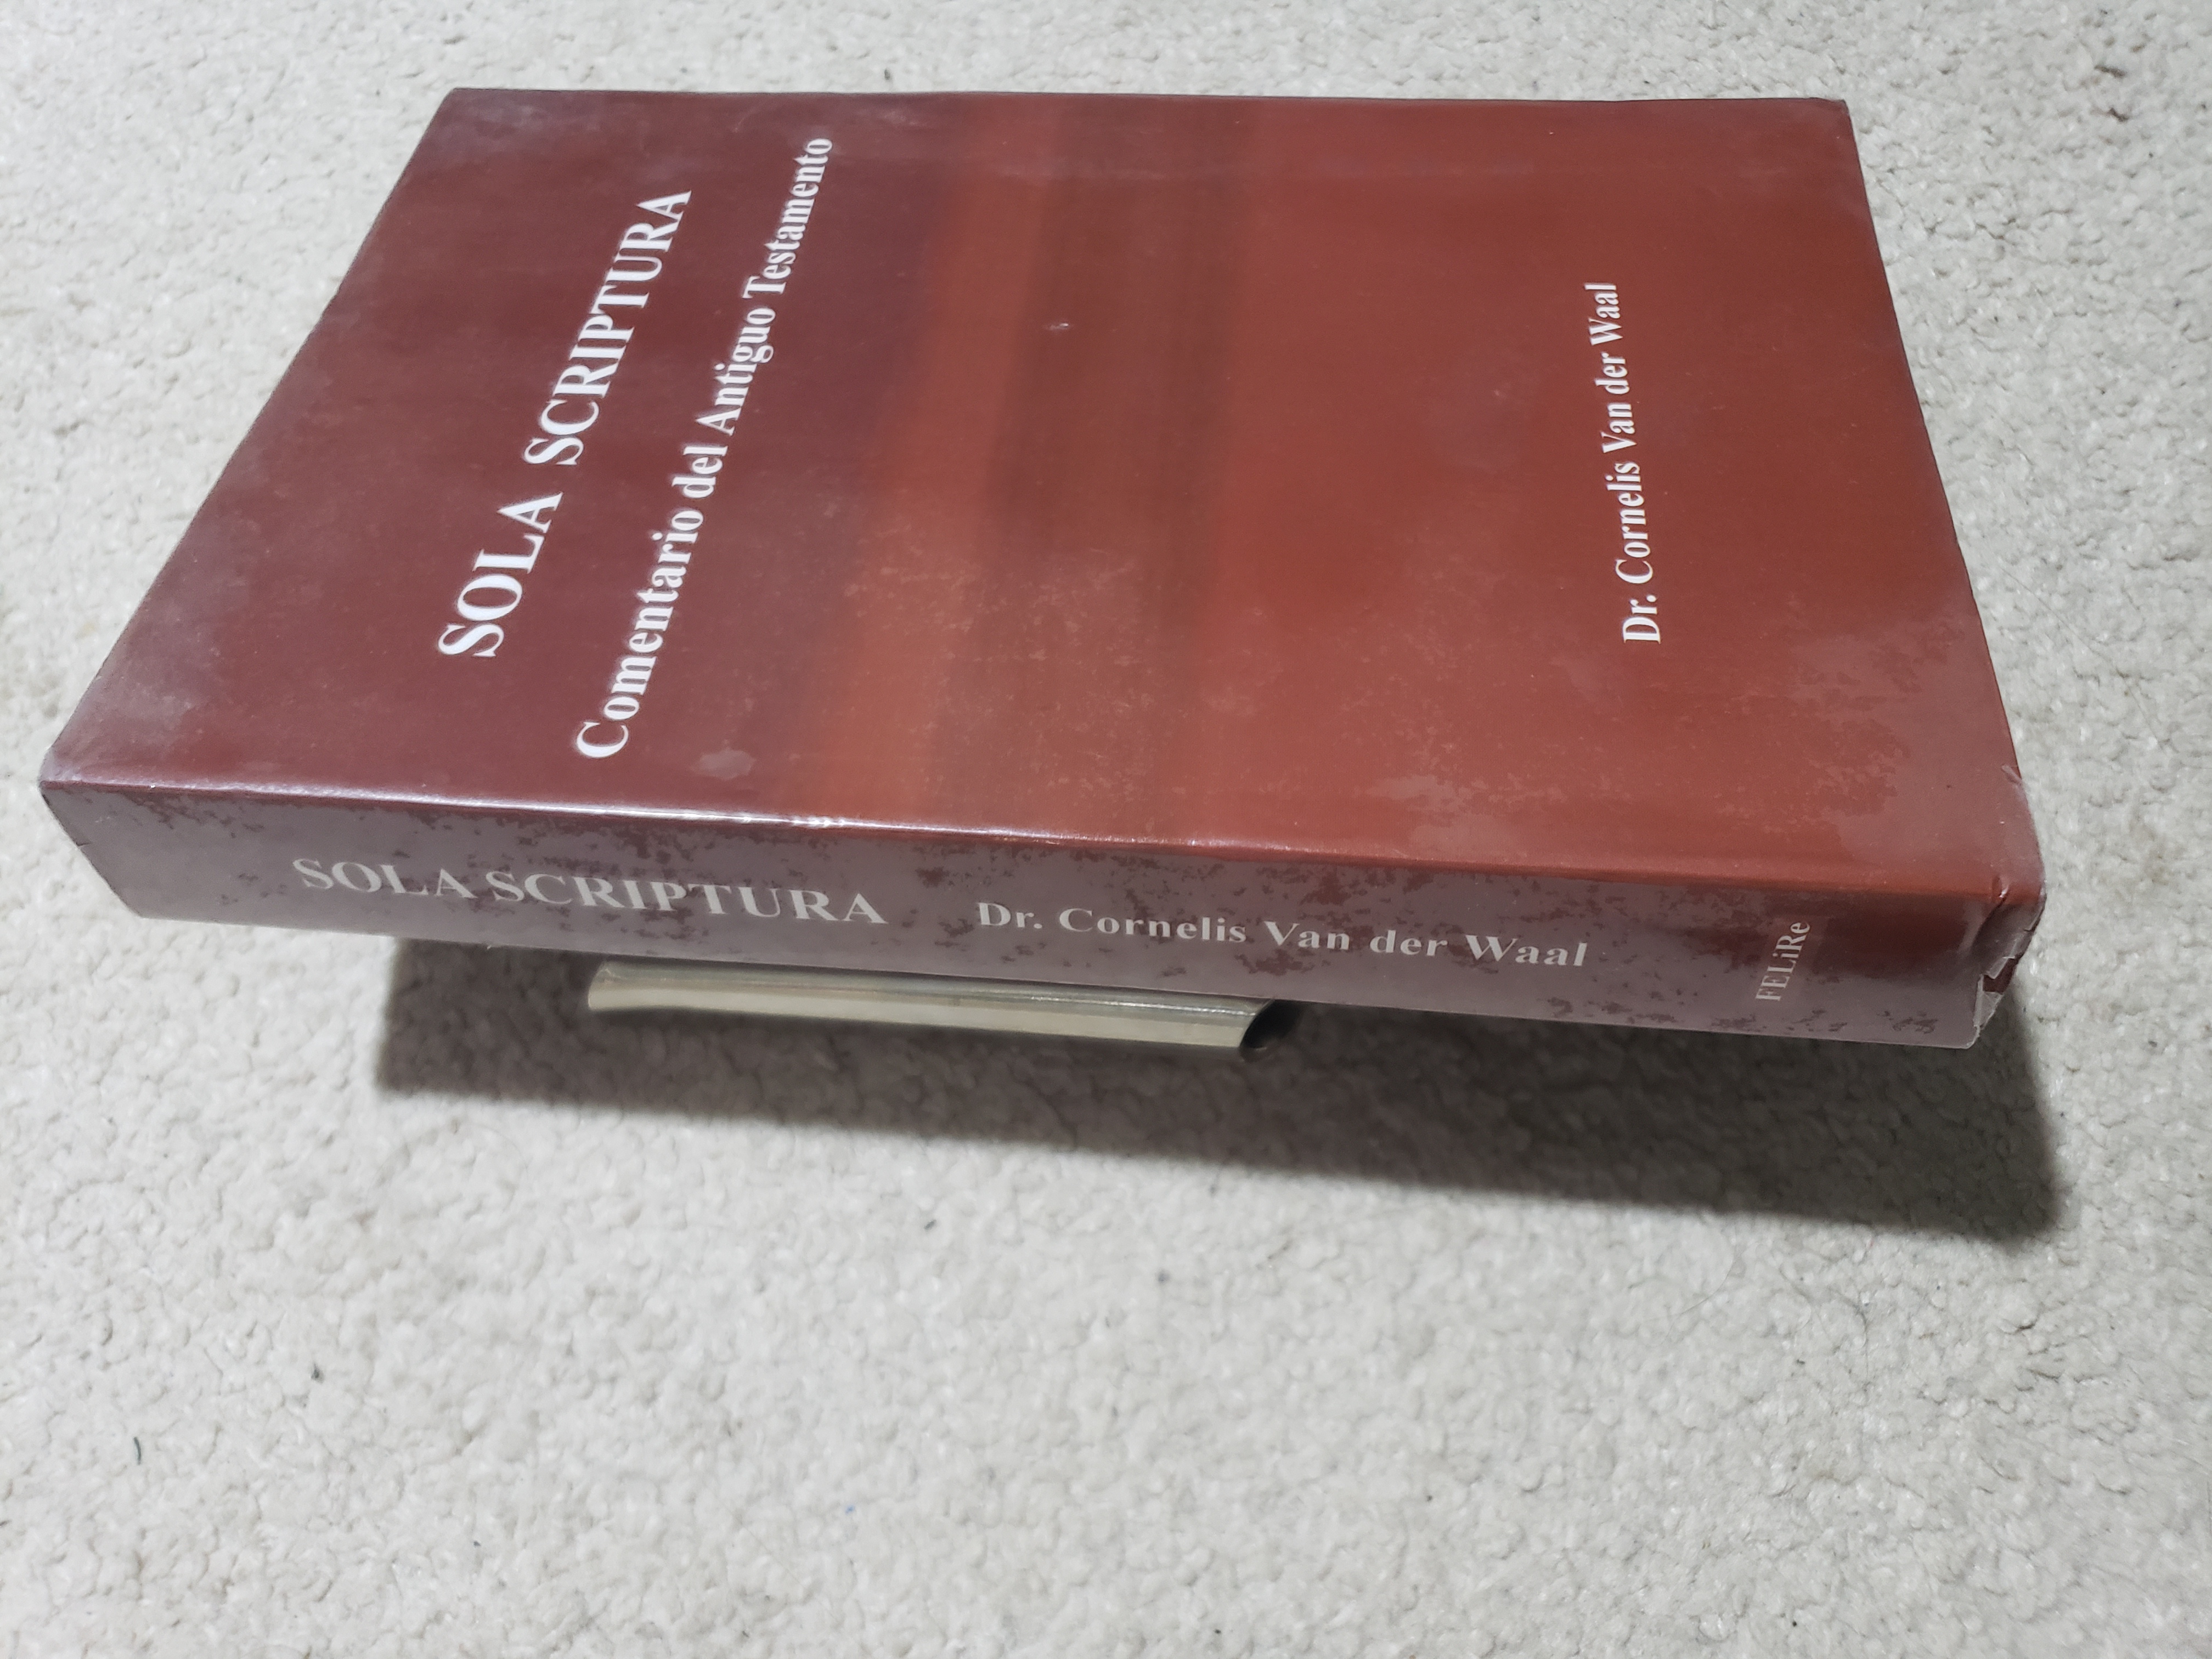 SOLA SCRIPTURA
Comentario del Antiguo Testamento
Dr. Cornelis Van der Waal
SOLA SCRIPTURA Dr. Cornelis Van der Waal
FELiRe